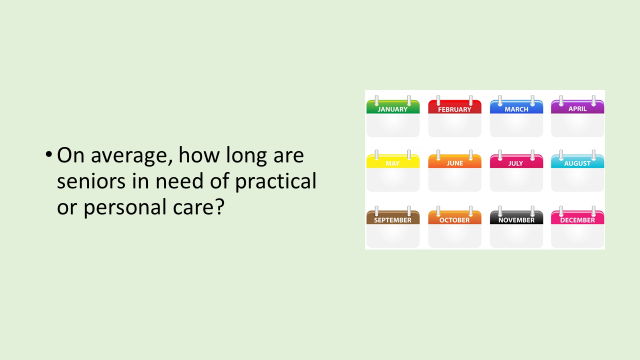 • On average, how long are
seniors in need of practical
or personal care?
JANUARY
FEBRUARY
MARCH
APRIL
MAY
JUNE
JULY
AUGUST
SEPTEMBER
OCTOBER
NOVEMBER
DECEMBER